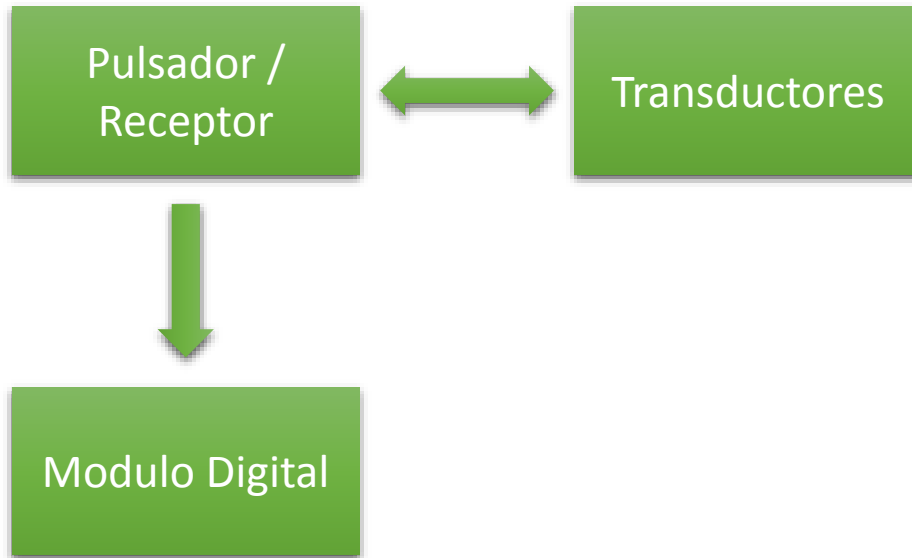 Pulsador /
Receptor
Transductores
Modulo Digital